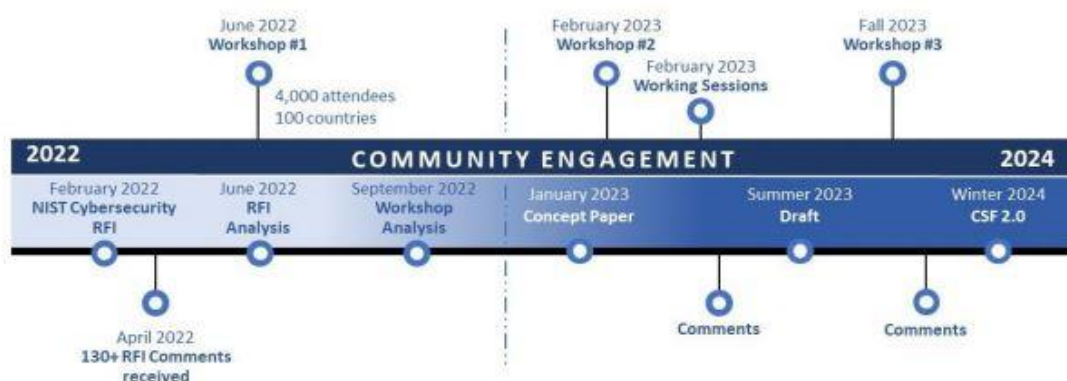 June 2022
Workshop #1
4,000 attendees
100 countries
February 2023
Workshop #2
February 2023
Working Sessions
Fall 2023
Workshop #3
2022
COMMUNITY ENGAGEMENT
2024
February 2022
NIST Cybersecurity
RFI
June 2022
RFI
Analysis
September 2022
Workshop
Analysis
January 2023
Concept Paper
Summer 2023
Draft
Winter 2024
CSF 2.0
April 2022
130+ RFI Comments
received
Comments
Comments